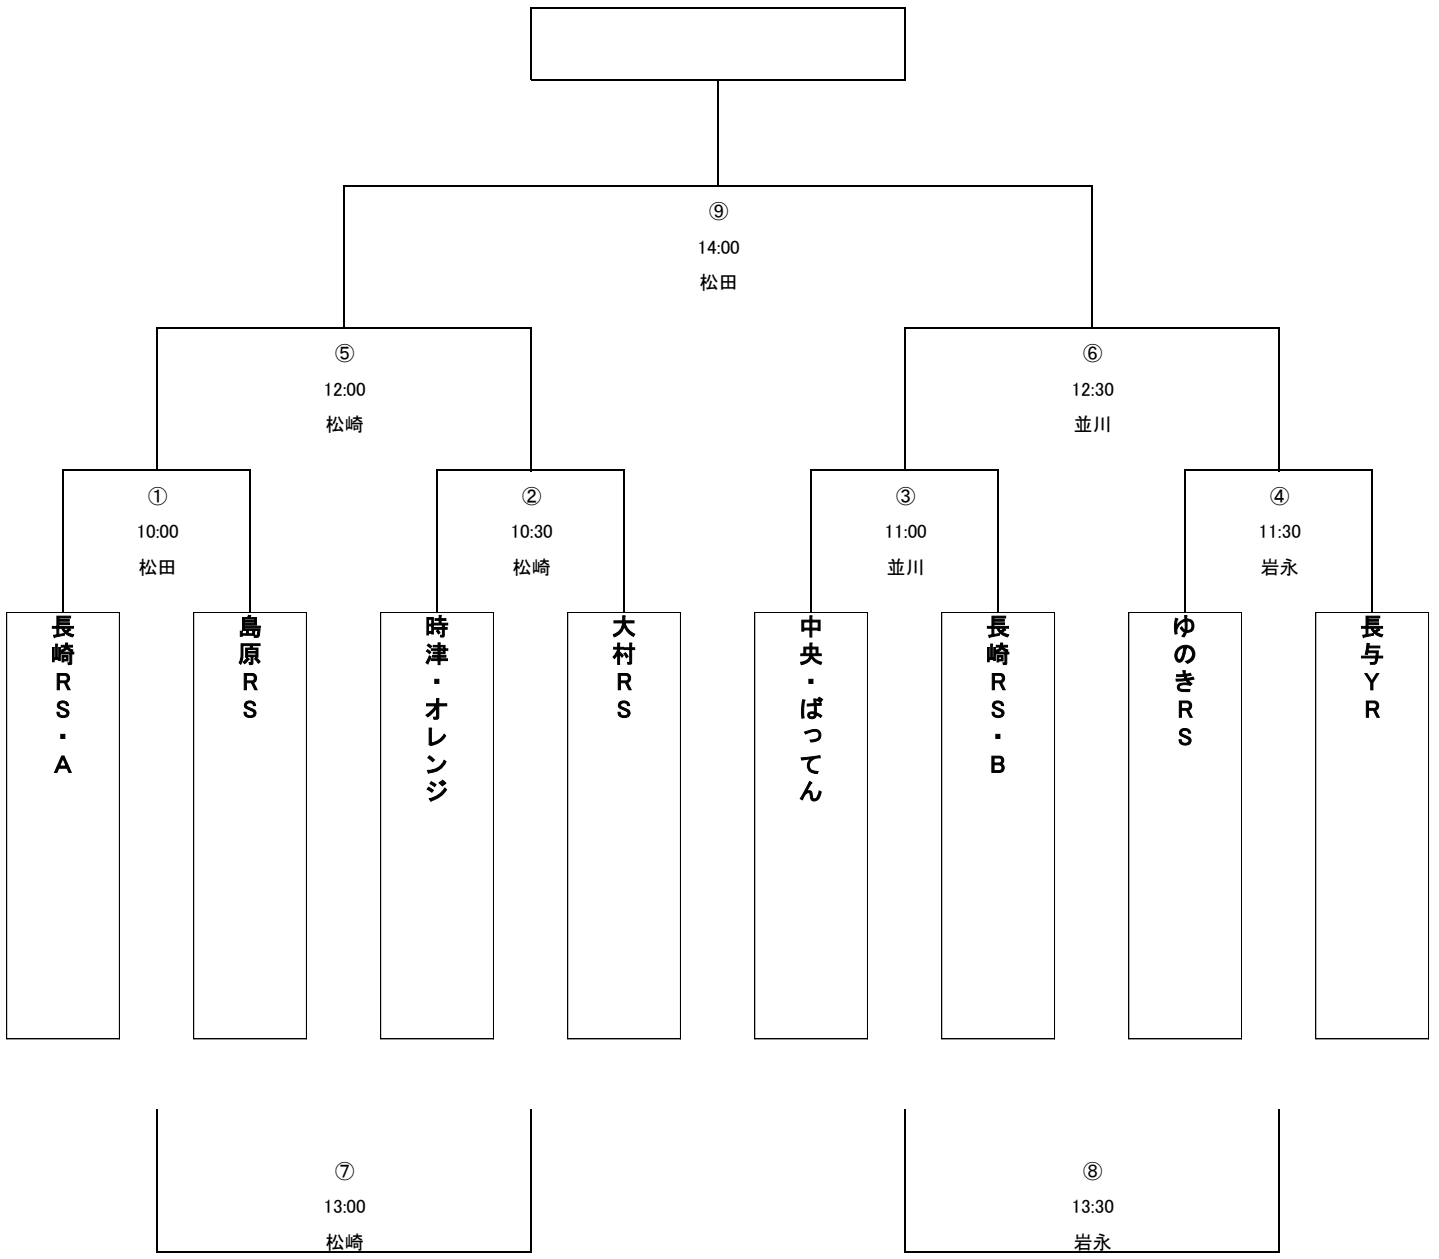 ⑨
14:00
松田
⑤
12:00
松崎
⑥
12:30
並川
①
10:00
松田
②
10:30
松崎
③
11:00
並川
④
11:30
岩永
長崎RS・A
島原RS
時津・オレンジ
大村RS
中央・ばってん
長崎RS・B
ゆのきRS
長与YR
⑦
13:00
松崎
⑧
13:30
岩永